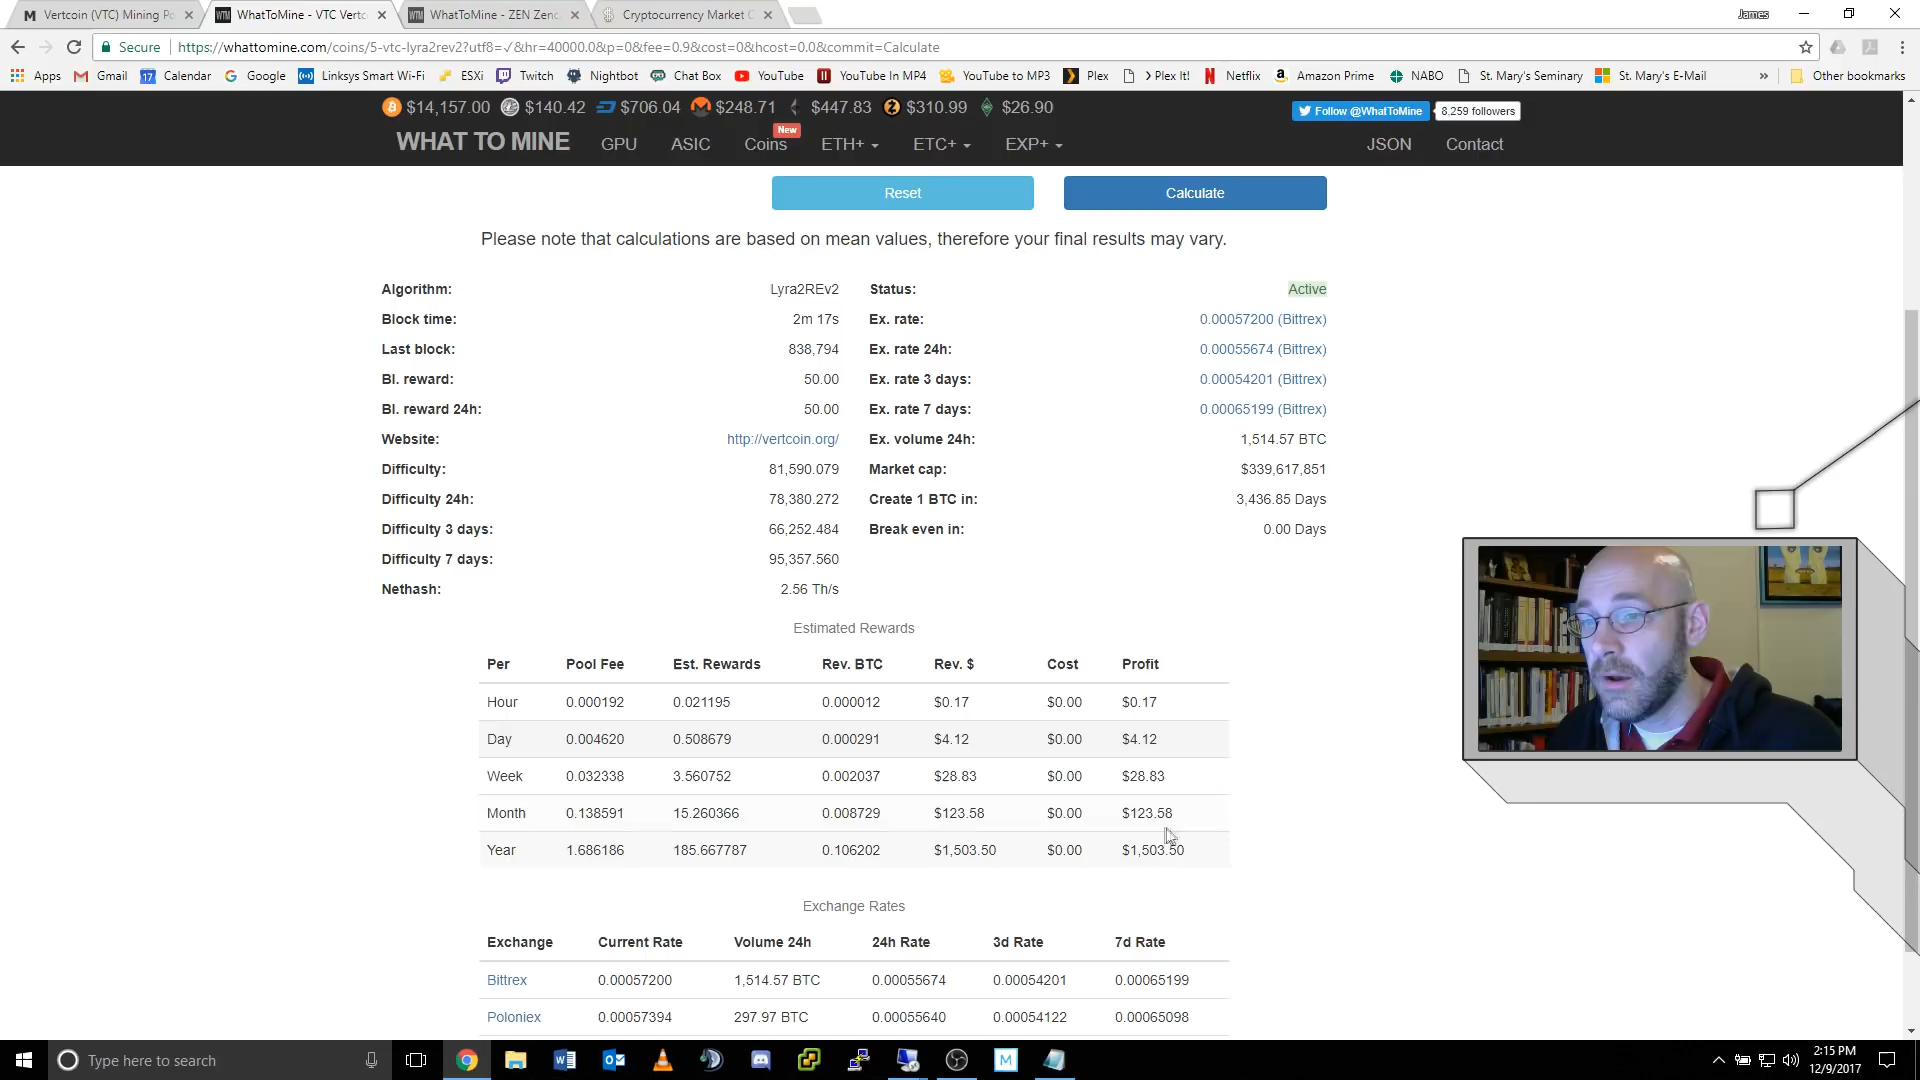 Vertcoin (VTC) Mining Po
WhatToMine - VTC Vertc
WhatToMine - ZEN Zenc
Cryptocurrency Market C
James
Secure
https://whattomine.com/coins/5-vtc-lyra2rev2?utf8=✓&hr=40000.0&p=0&fee=0.9&cost=0&hcost=0.0&commit=Calculate
Apps Gmail Calendar Google Linksys Smart Wi-Fi ESXi Twitch Nightbot Chat Box YouTube YouTube In MP4 YouTube to MP3 Plex > Plex It! Netflix Amazon Prime NABO St. Mary's Seminary St. Mary's E-Mail » Other bookmarks
$14,157.00 $140.42 $706.04 $248.71 $447.83 $310.99 $26.90
Follow @WhatToMine 8,259 followers
New
WHAT TO MINE GPU ASIC Coins ETH+ ETC+ EXP+ JSON Contact
Reset Calculate
Please note that calculations are based on mean values, therefore your final results may vary.
Algorithm: Lyra2REv2 Status: Active
Block time: 2m 17s Ex. rate: 0.00057200 (Bittrex)
Last block: 838,794 Ex. rate 24h: 0.00055674 (Bittrex)
Bl. reward: 50.00 Ex. rate 3 days: 0.00054201 (Bittrex)
Bl. reward 24h: 50.00 Ex. rate 7 days: 0.00065199 (Bittrex)
Website: http://vertcoin.org/ Ex. volume 24h: 1,514.57 BTC
Difficulty: 81,590.079 Market cap: $339,617,851
Difficulty 24h: 78,380.272 Create 1 BTC in: 3,436.85 Days
Difficulty 3 days: 66,252.484 Break even in: 0.00 Days
Difficulty 7 days: 95,357.560
Nethash: 2.56 Th/s
Estimated Rewards
Per Pool Fee Est. Rewards Rev. BTC Rev. $ Cost Profit
Hour 0.000192 0.021195 0.000012 $0.17 $0.00 $0.17
Day 0.004620 0.508679 0.000291 $4.12 $0.00 $4.12
Week 0.032338 3.560752 0.002037 $28.83 $0.00 $28.83
Month 0.138591 15.260366 0.008729 $123.58 $0.00 $123.58
Year 1.686186 185.667787 0.106202 $1,503.50 $0.00 $1,503.50
Exchange Rates
Exchange Current Rate Volume 24h 24h Rate 3d Rate 7d Rate
Bittrex 0.00057200 1,514.57 BTC 0.00055674 0.00054201 0.00065199
Poloniex 0.00057394 297.97 BTC 0.00055640 0.00054122 0.00065098
Type here to search
2:15 PM
12/9/2017